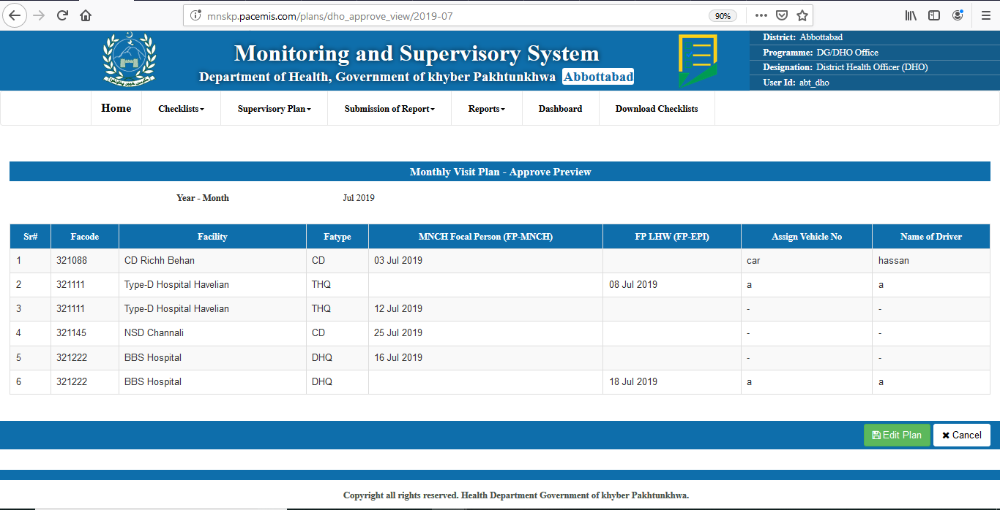 mnskp.pacemis.com/plans/dho_approve_view/2019-07
90%
Monitoring and Supervisory System
Department of Health, Government of khyber Pakhtunkhwa Abbottabad
District: Abbottabad
Programme: DG/DHO Office
Designation: District Health Officer (DHO)
User Id: abt_dho
Home Checklists Supervisory Plan Submission of Report Reports Dashboard Download Checklists
Monthly Visit Plan - Approve Preview
Year - Month Jul 2019
Sr# Facode Facility Fatype MNCH Focal Person (FP-MNCH) FP LHW (FP-EPI) Assign Vehicle No Name of Driver
1 321088 CD Richh Behan CD 03 Jul 2019 car hassan
2 321111 Type-D Hospital Havelian THQ 08 Jul 2019 a a
3 321111 Type-D Hospital Havelian THQ 12 Jul 2019 - -
4 321145 NSD Channali CD 25 Jul 2019 - -
5 321222 BBS Hospital DHQ 16 Jul 2019 - -
6 321222 BBS Hospital DHQ 18 Jul 2019 a a
Edit Plan Cancel
Copyright all rights reserved. Health Department Government of khyber Pakhtunkhwa.